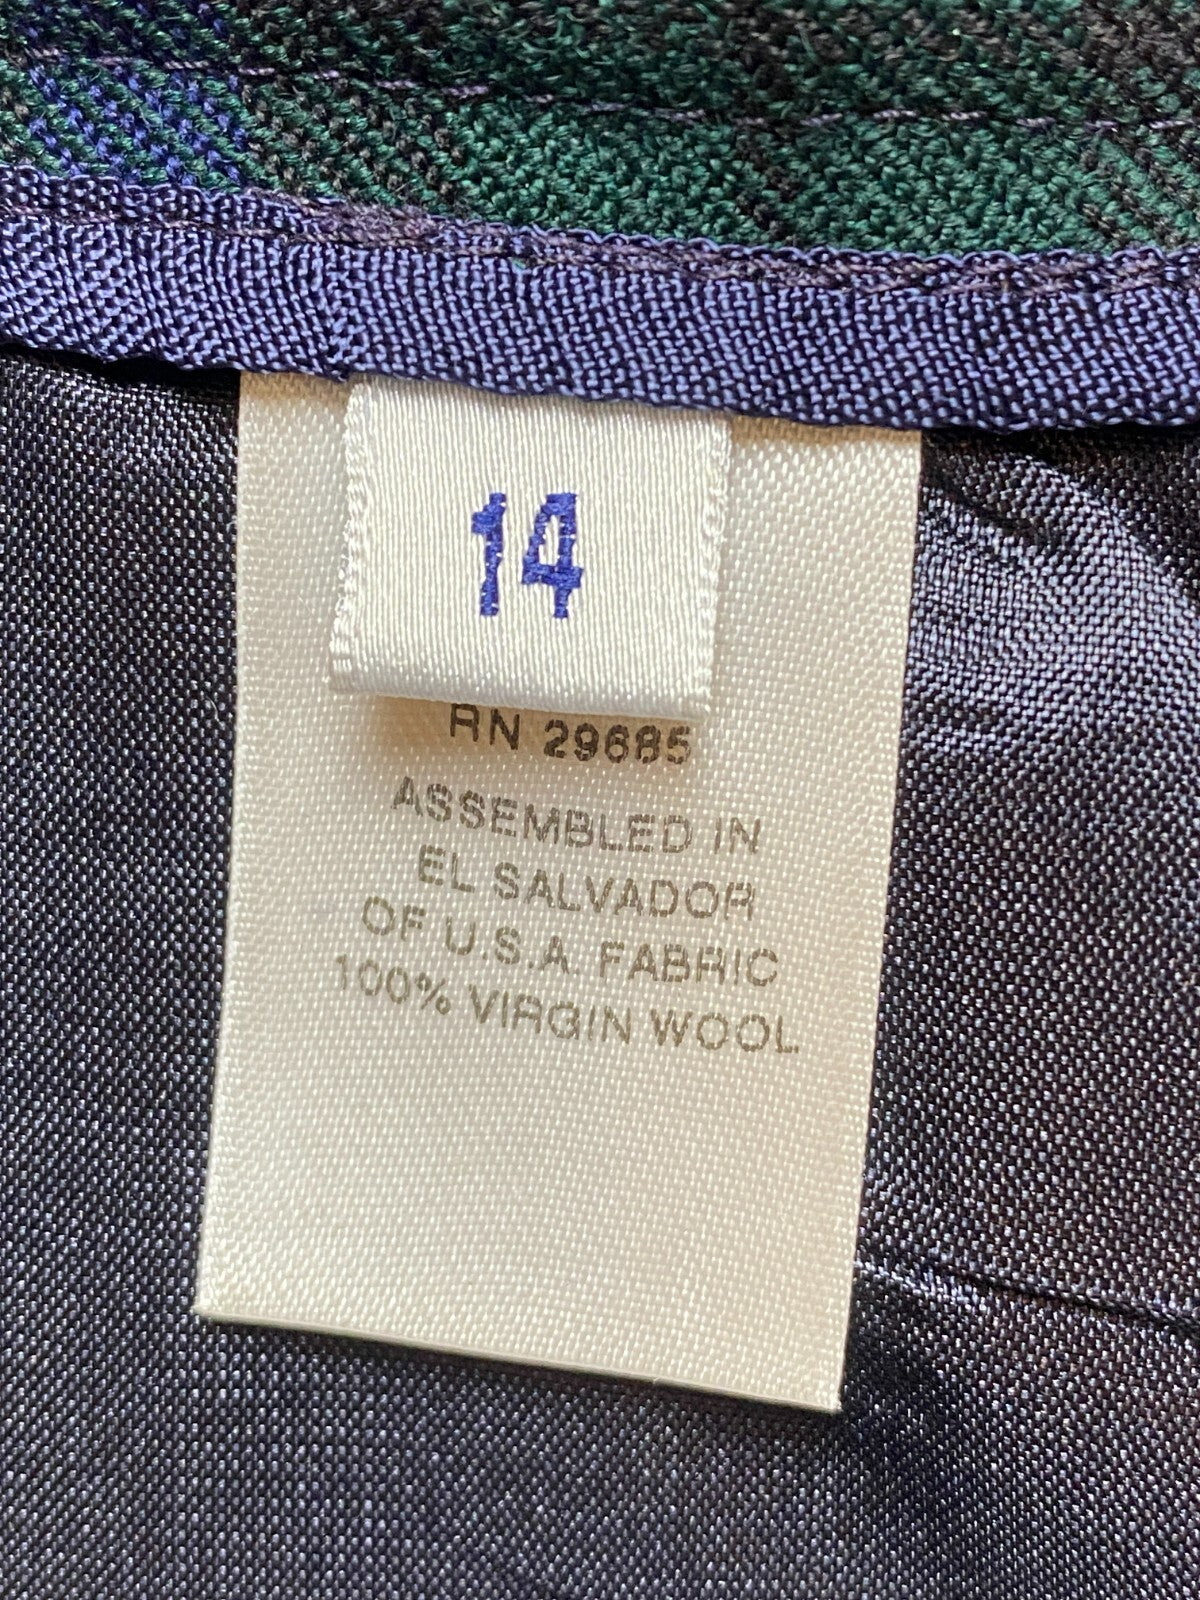 14
RN 29685
ASSEMBLED IN
EL SALVADOR
OF U.S.A. FABRIC
100% VIRGIN WOOL